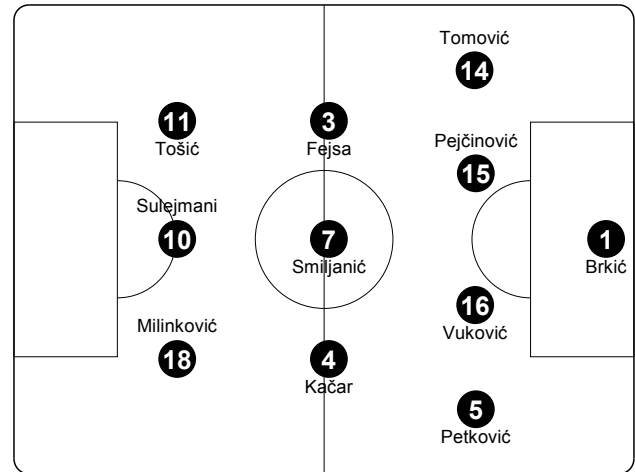 Tomović
14
11
Tošić
3
Fejsa
Pejčinović
15
Sulejmani
10
7
Smiljanić
1
Brkić
16
Vuković
Milinković
18
4
Kačar
5
Petković